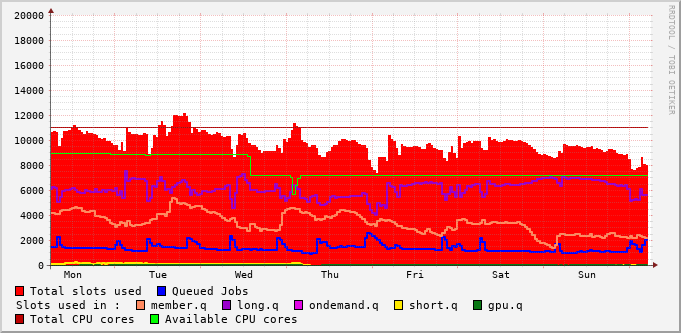 20000
18000
16000
14000
12000
10000
8000
6000
4000
2000
0
Mon Tue Wed Thu Fri Sat Sun
RRDTOOL / TOBI OETIKER
Total slots used Queued Jobs
Slots used in : member.q long.q ondemand.q short.q gpu.q
Total CPU cores Available CPU cores